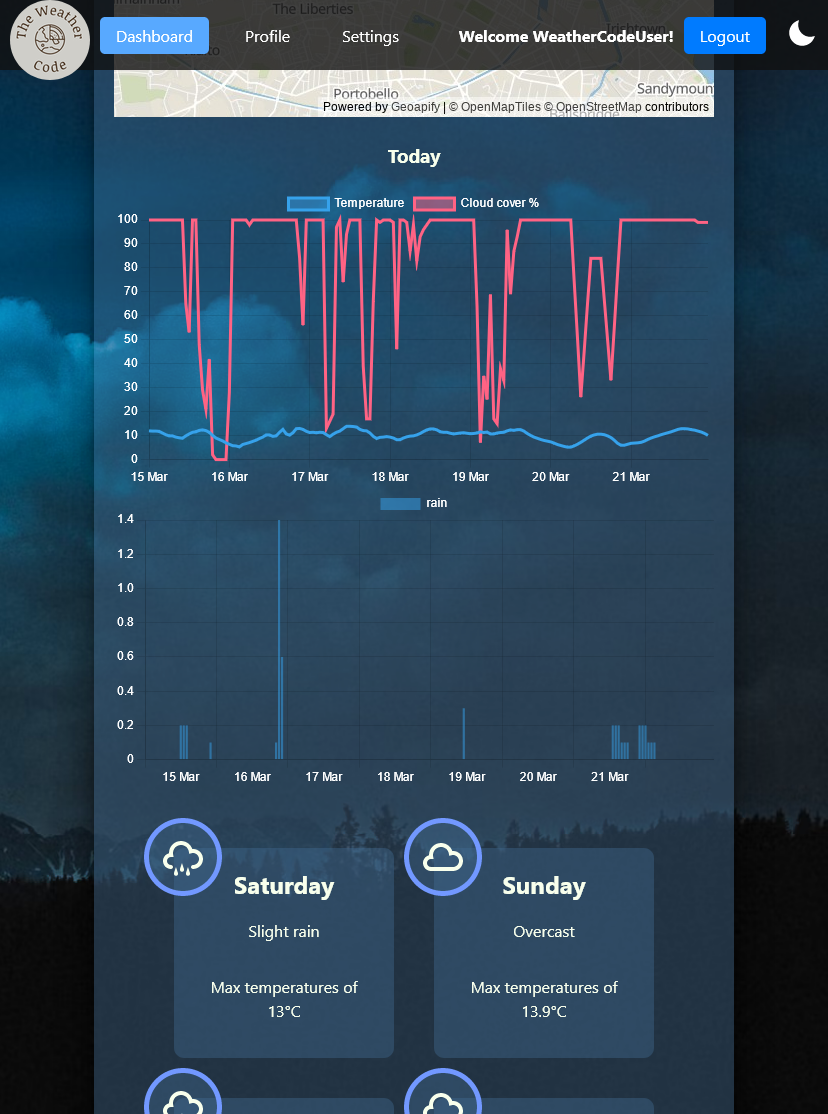 The Liberties
The Weather Code
Dashboard
Profile
Settings
Welcome WeatherCodeUser!
Logout
Irishtown
Portobello
Sandymoun
Ballsbridge
Powered by Geoapify | © OpenMapTiles © OpenStreetMap contributors
Today
Temperature
Cloud cover %
100
90
80
70
60
50
40
30
20
10
0
15 Mar
16 Mar
17 Mar
18 Mar
19 Mar
20 Mar
21 Mar
rain
1.4
1.2
1.0
0.8
0.6
0.4
0.2
0
15 Mar
16 Mar
17 Mar
18 Mar
19 Mar
20 Mar
21 Mar
Saturday
Slight rain
Max temperatures of
13°C
Sunday
Overcast
Max temperatures of
13.9°C